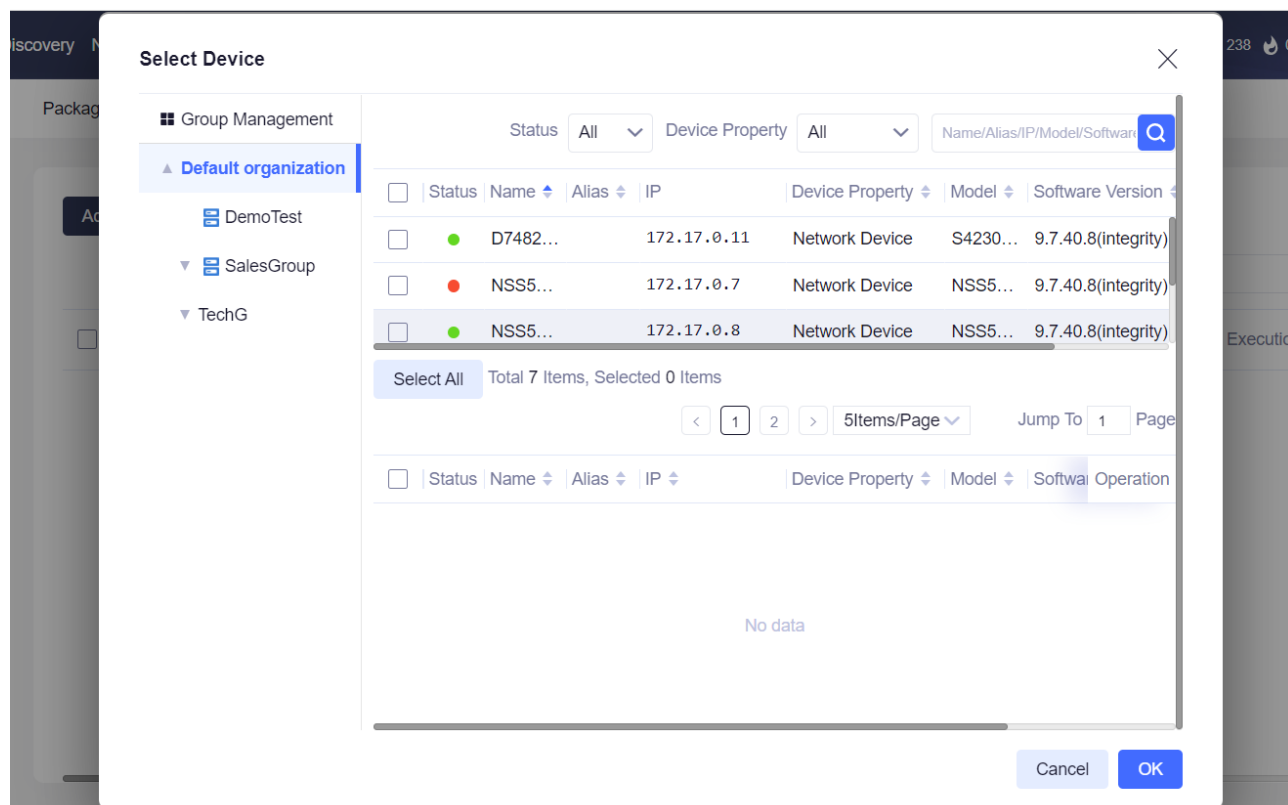 iscovery
238
Select Device
Packag
Group Management
Status All Device Property All Name/Alias/IP/Model/Software
Default organization
Status Name Alias IP Device Property Model Software Version
DemoTest
D7482... 172.17.0.11 Network Device S4230... 9.7.40.8(integrity)
SalesGroup
NSS5... 172.17.0.7 Network Device NSS5... 9.7.40.8(integrity)
TechG
NSS5... 172.17.0.8 Network Device NSS5... 9.7.40.8(integrity)
Executio
Select All Total 7 Items, Selected 0 Items
< 1 2 > 5Items/Page Jump To 1 Page
Status Name Alias IP Device Property Model Softwa Operation
No data
Cancel OK